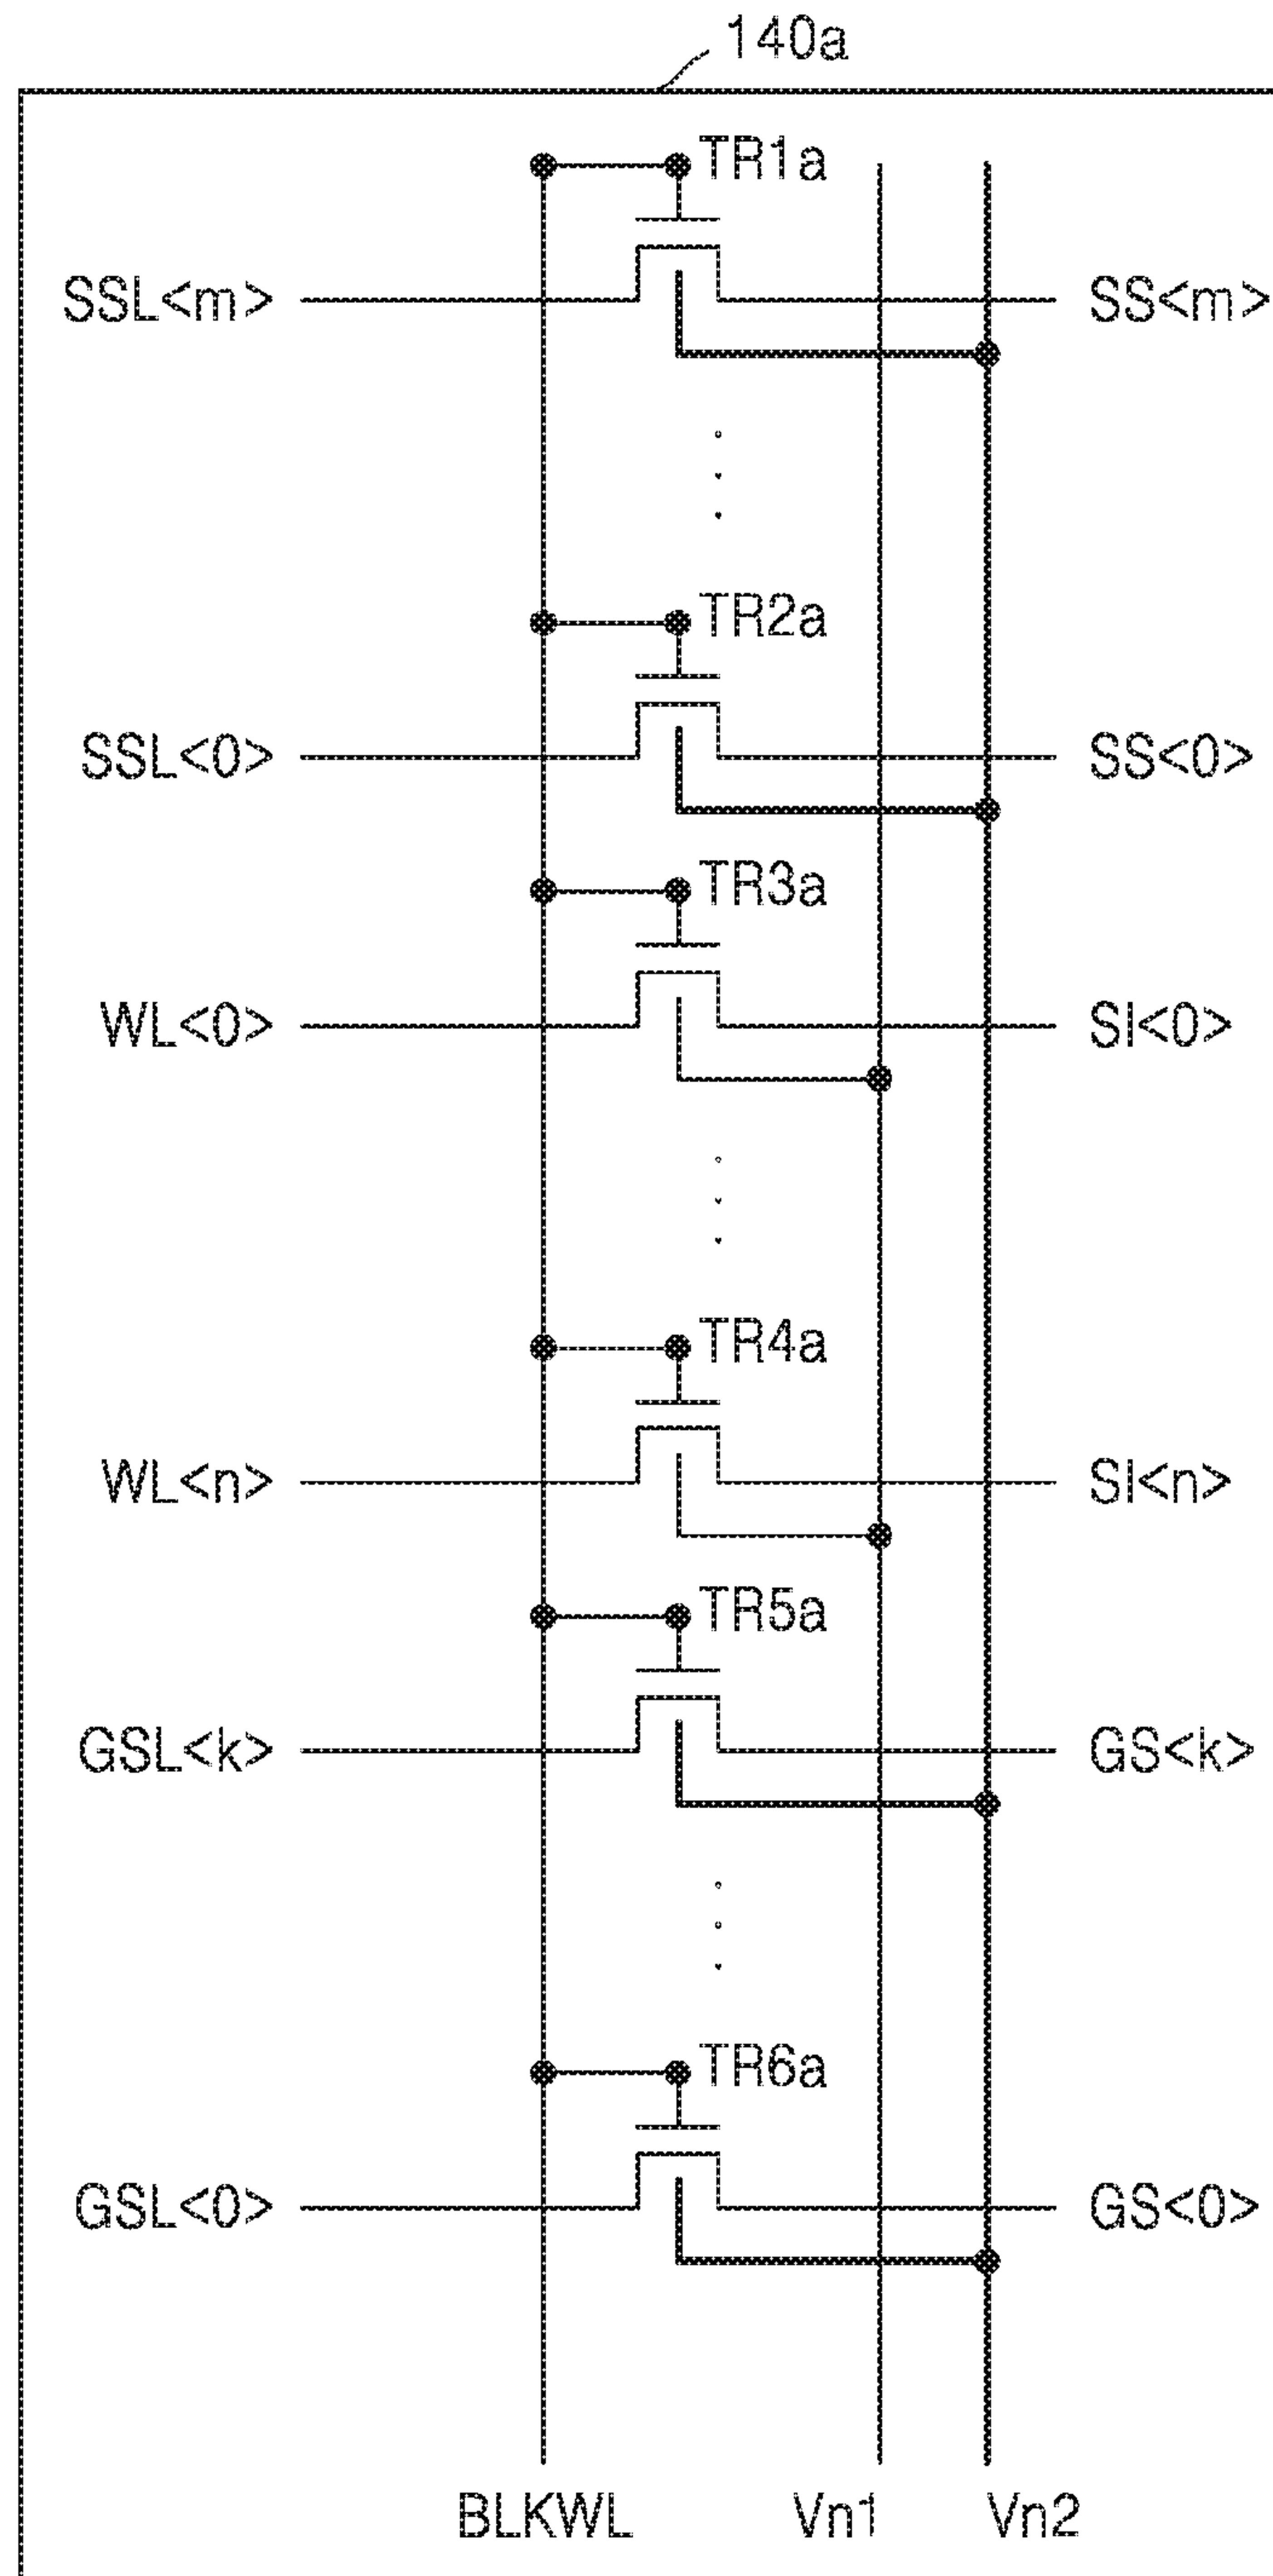 140a
TR1a
SSL<m> SS<m>
TR2a
SSL<0> SS<0>
TR3a
WL<0> SI<0>
TR4a
WL<n> SI<n>
TR5a
GSL<k> GS<k>
TR6a
GSL<0> GS<0>
BLKWL Vn1 Vn2